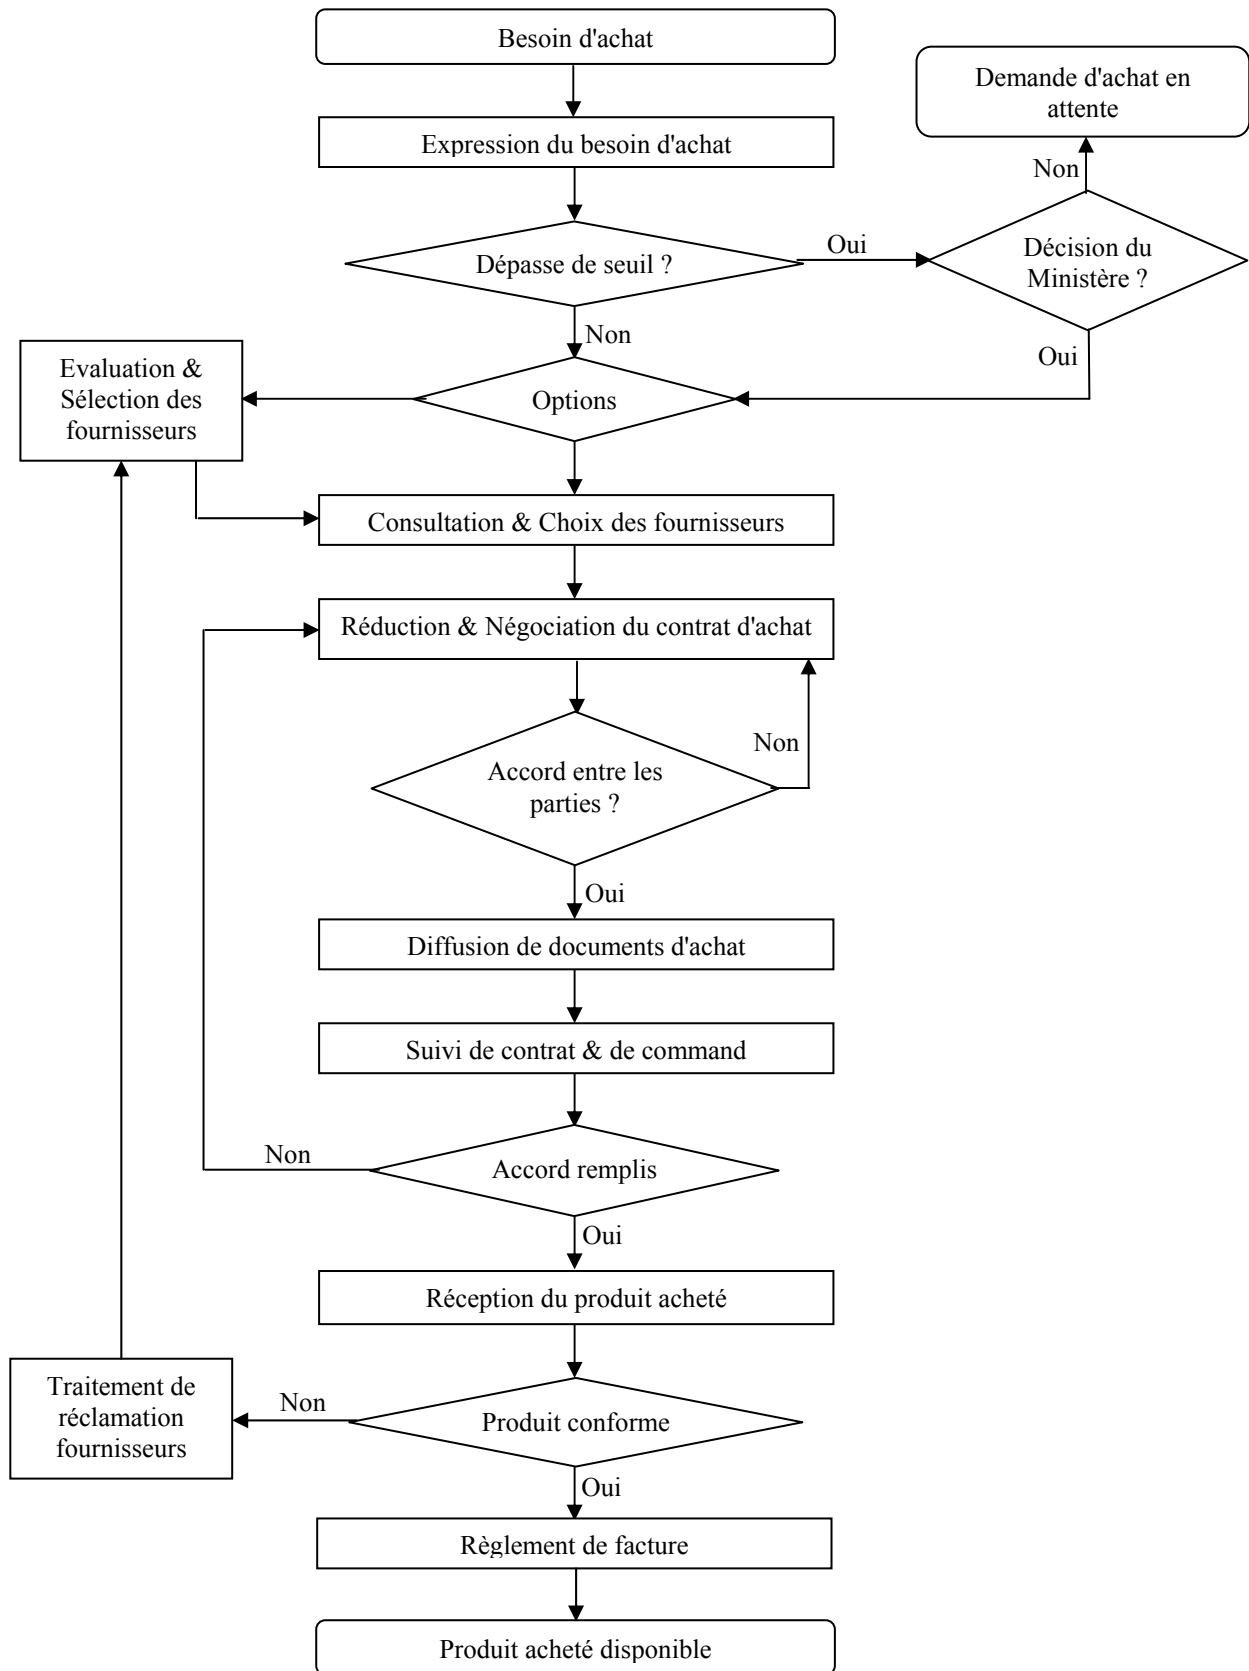 Besoin d'achat
Demande d'achat en
attente
Expression du besoin d'achat
Non
Dépasse de seuil ?
Oui
Décision du
Ministère ?
Non
Oui
Evaluation &
Sélection des
fournisseurs
Options
Consultation & Choix des fournisseurs
Réduction & Négociation du contrat d'achat
Non
Accord entre les
parties ?
Oui
Diffusion de documents d'achat
Suivi de contrat & de command
Non
Accord remplis
Oui
Réception du produit acheté
Traitement de
réclamation
fournisseurs
Non
Produit conforme
Oui
Règlement de facture
Produit acheté disponible